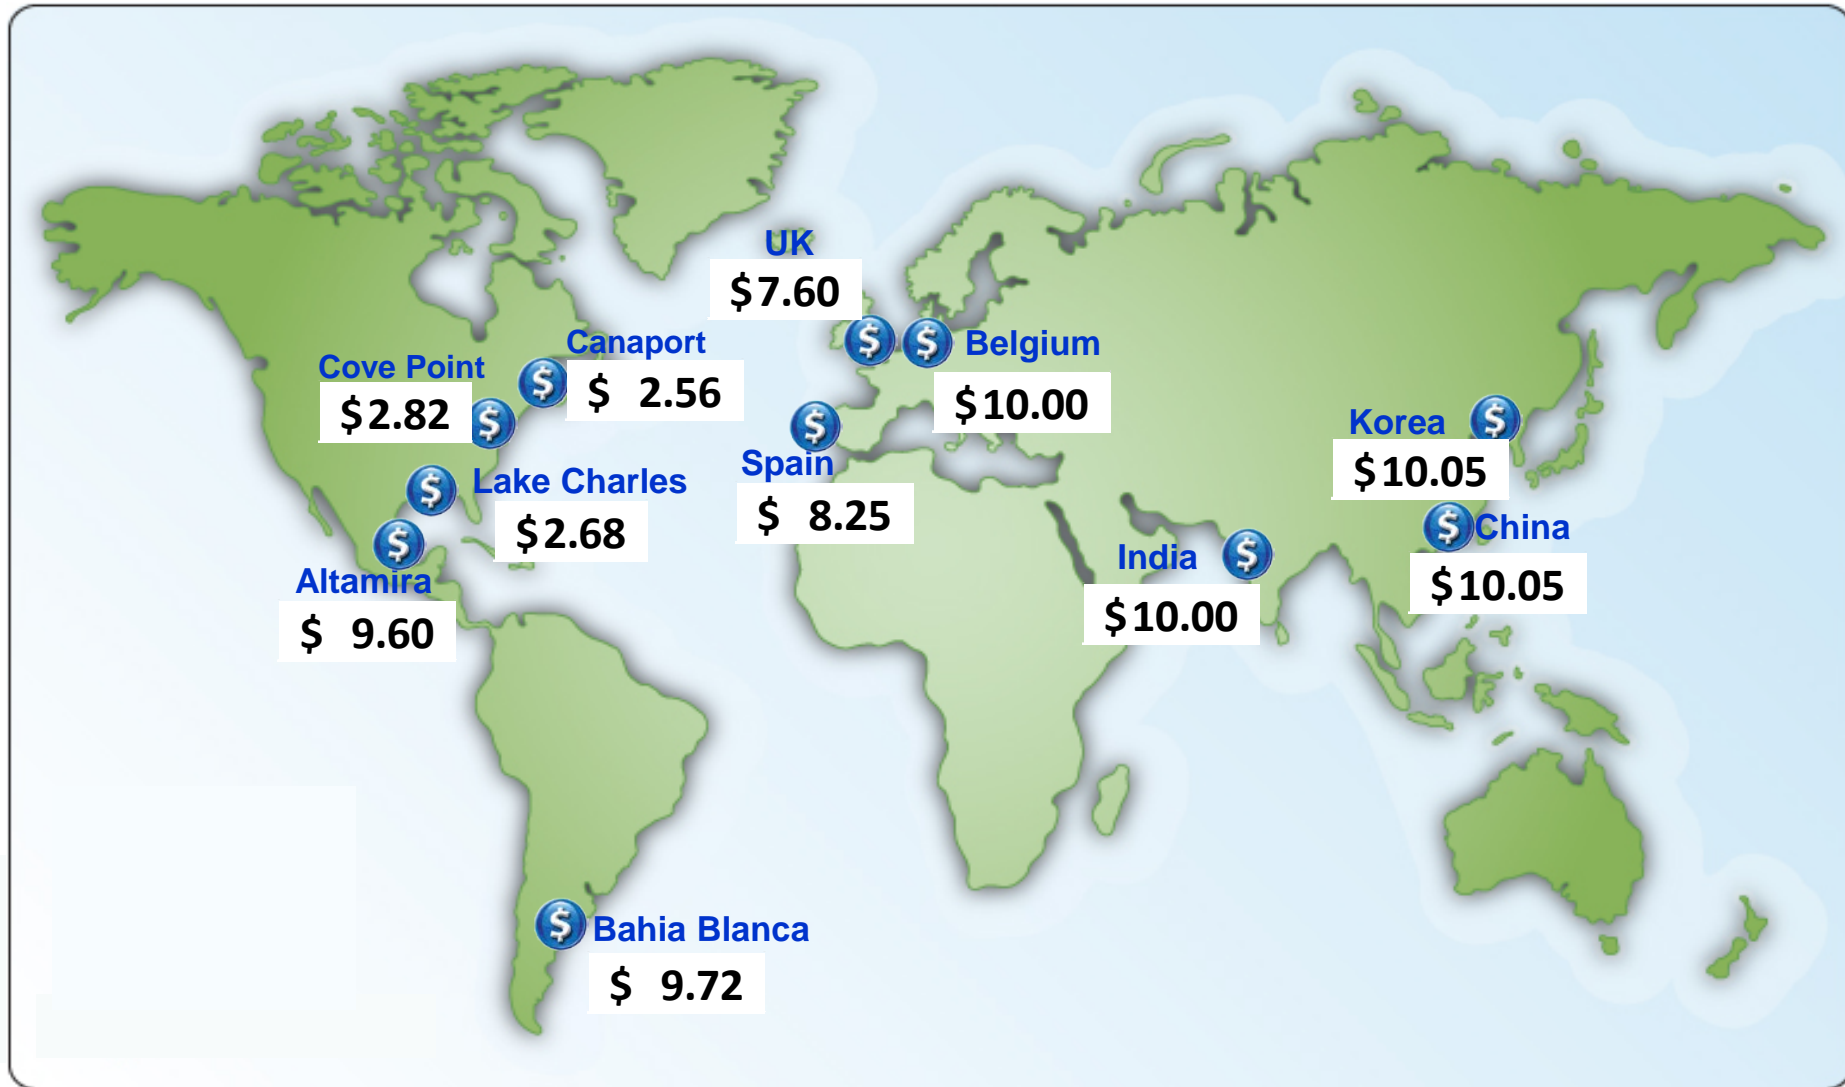 UK
$7.60
Canaport
$ 2.56
Cove Point
$2.82
Belgium
$10.00
Lake Charles
$2.68
Spain
$ 8.25
Korea
$10.05
China
$10.05
India
$10.00
Altamira
$ 9.60
Bahia Blanca
$ 9.72